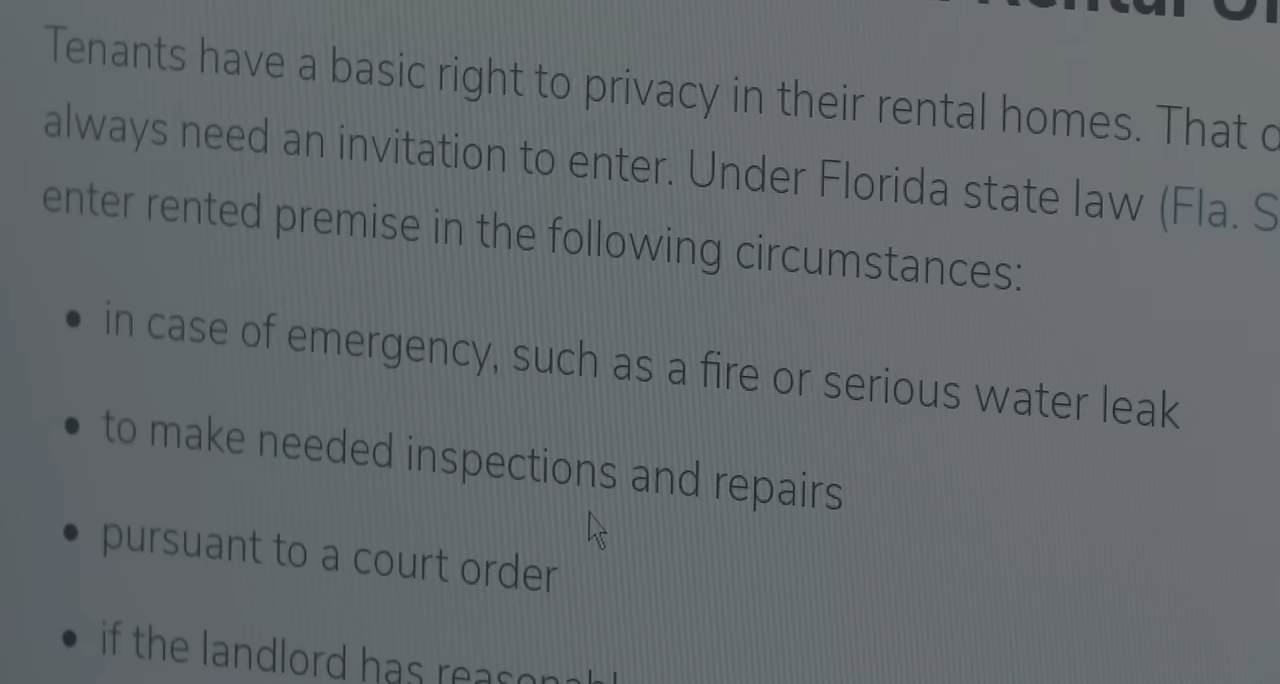 Rental
Tenants have a basic right to privacy in their rental homes. That
always need an invitation to enter. Under Florida state law (Fla. S
enter rented premise in the following circumstances:
• in case of emergency, such as a fire or serious water leak
• to make needed inspections and repairs
• pursuant to a court order
• if the landlord has